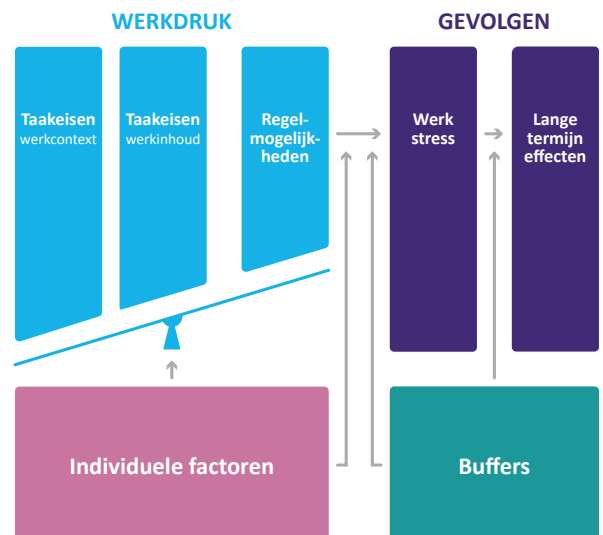 WERKDRUK
GEVOLGEN
Taakeisen
werkcontext
Taakeisen
werkinhoud
Regel-
mogelijk-
heden
Werk
stress
Lange
termijn
effecten
Individuele factoren
Buffers